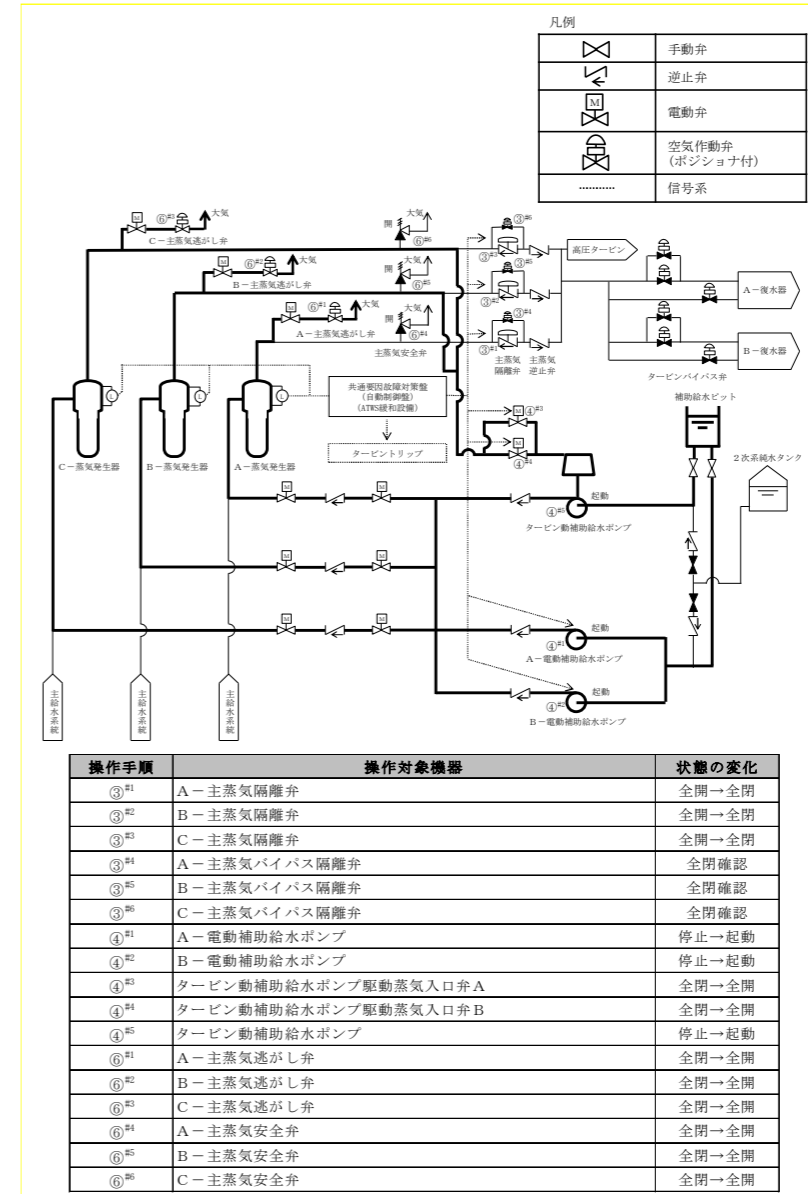 凡例
手動弁
逆止弁
M 電動弁
空気作動弁
(ポジショナ付)
信号系
M ⑥#3 大気
C－主蒸気逃がし弁
開 大気
⑥#6
M ⑥#2 大気
B－主蒸気逃がし弁
開 大気
⑥#5
M ⑥#1 大気
A－主蒸気逃がし弁
開 大気
⑥#4
主蒸気安全弁
③#6
③#3
③#5
③#2
③#4
③#1
主蒸気
隔離弁
主蒸気
逆止弁
高圧タービン
A－復水器
B－復水器
タービンバイパス弁
L
L
L
C－蒸気発生器
B－蒸気発生器
A－蒸気発生器
共通要因故障対策盤
(自動制御盤)
(ATWS緩和設備)
タービントリップ
M ④#3
M
④#4
補助給水ピット
2次系純水タンク
M
M
起動
④#5
タービン動補助給水ポンプ
M
M
M
M
起動
④#1
A－電動補助給水ポンプ
起動
④#2
B－電動補助給水ポンプ
主給水系統
主給水系統
主給水系統
操作手順 操作対象機器 状態の変化
③#1 A－主蒸気隔離弁 全開→全閉
③#2 B－主蒸気隔離弁 全開→全閉
③#3 C－主蒸気隔離弁 全開→全閉
③#4 A－主蒸気バイパス隔離弁 全閉確認
③#5 B－主蒸気バイパス隔離弁 全閉確認
③#6 C－主蒸気バイパス隔離弁 全閉確認
④#1 A－電動補助給水ポンプ 停止→起動
④#2 B－電動補助給水ポンプ 停止→起動
④#3 タービン動補助給水ポンプ駆動蒸気入口弁A 全閉→全開
④#4 タービン動補助給水ポンプ駆動蒸気入口弁B 全閉→全開
④#5 タービン動補助給水ポンプ 停止→起動
⑥#1 A－主蒸気逃がし弁 全閉→全開
⑥#2 B－主蒸気逃がし弁 全閉→全開
⑥#3 C－主蒸気逃がし弁 全閉→全開
⑥#4 A－主蒸気安全弁 全閉→全開
⑥#5 B－主蒸気安全弁 全閉→全開
⑥#6 C－主蒸気安全弁 全閉→全開